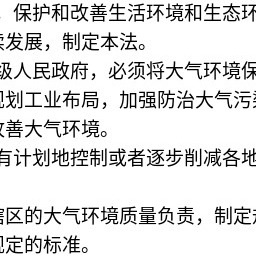 保护和改善生活环境和生态环
续发展，制定本法。
级人民政府，必须将大气环境保
规划工业布局，加强防治大气污
改善大气环境。
有计划地控制或者逐步削减各地
辖区的大气环境质量负责，制定
规定的标准。